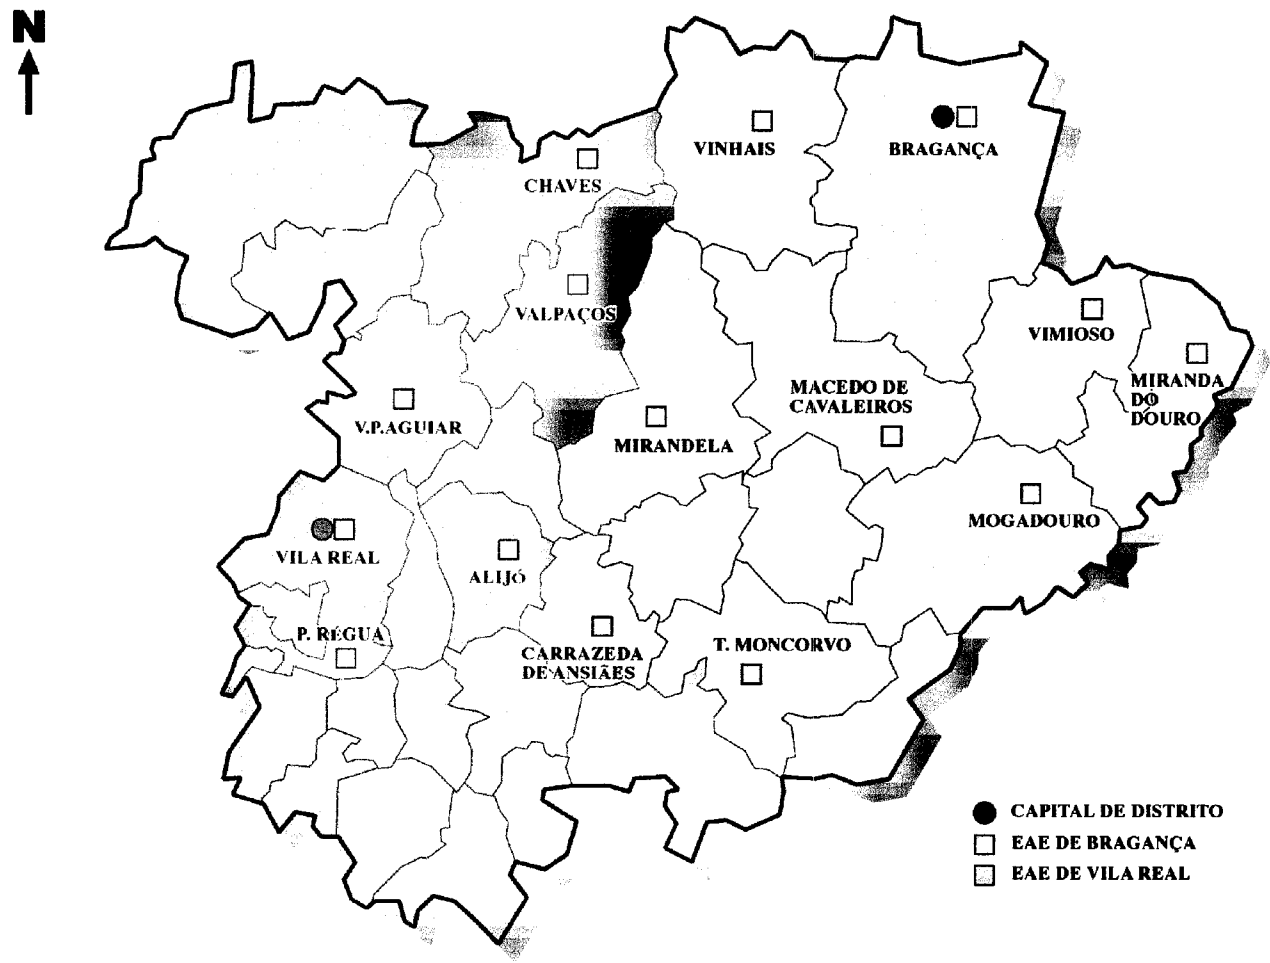 N
VINHAIS
BRAGANÇA
CHAVES
VALPAÇOS
VIMIOSO
MIRANDA
DO
DOURO
MACEDO DE
CAVALEIROS
V.P.AGUIAR
MIRANDELA
MOGADOURO
VILA REAL
ALIJÓ
P. RÉGUA
CARRAZEDA
DE ANSIÃES
T. MONCORVO
CAPITAL DE DISTRITO
EAE DE BRAGANÇA
EAE DE VILA REAL